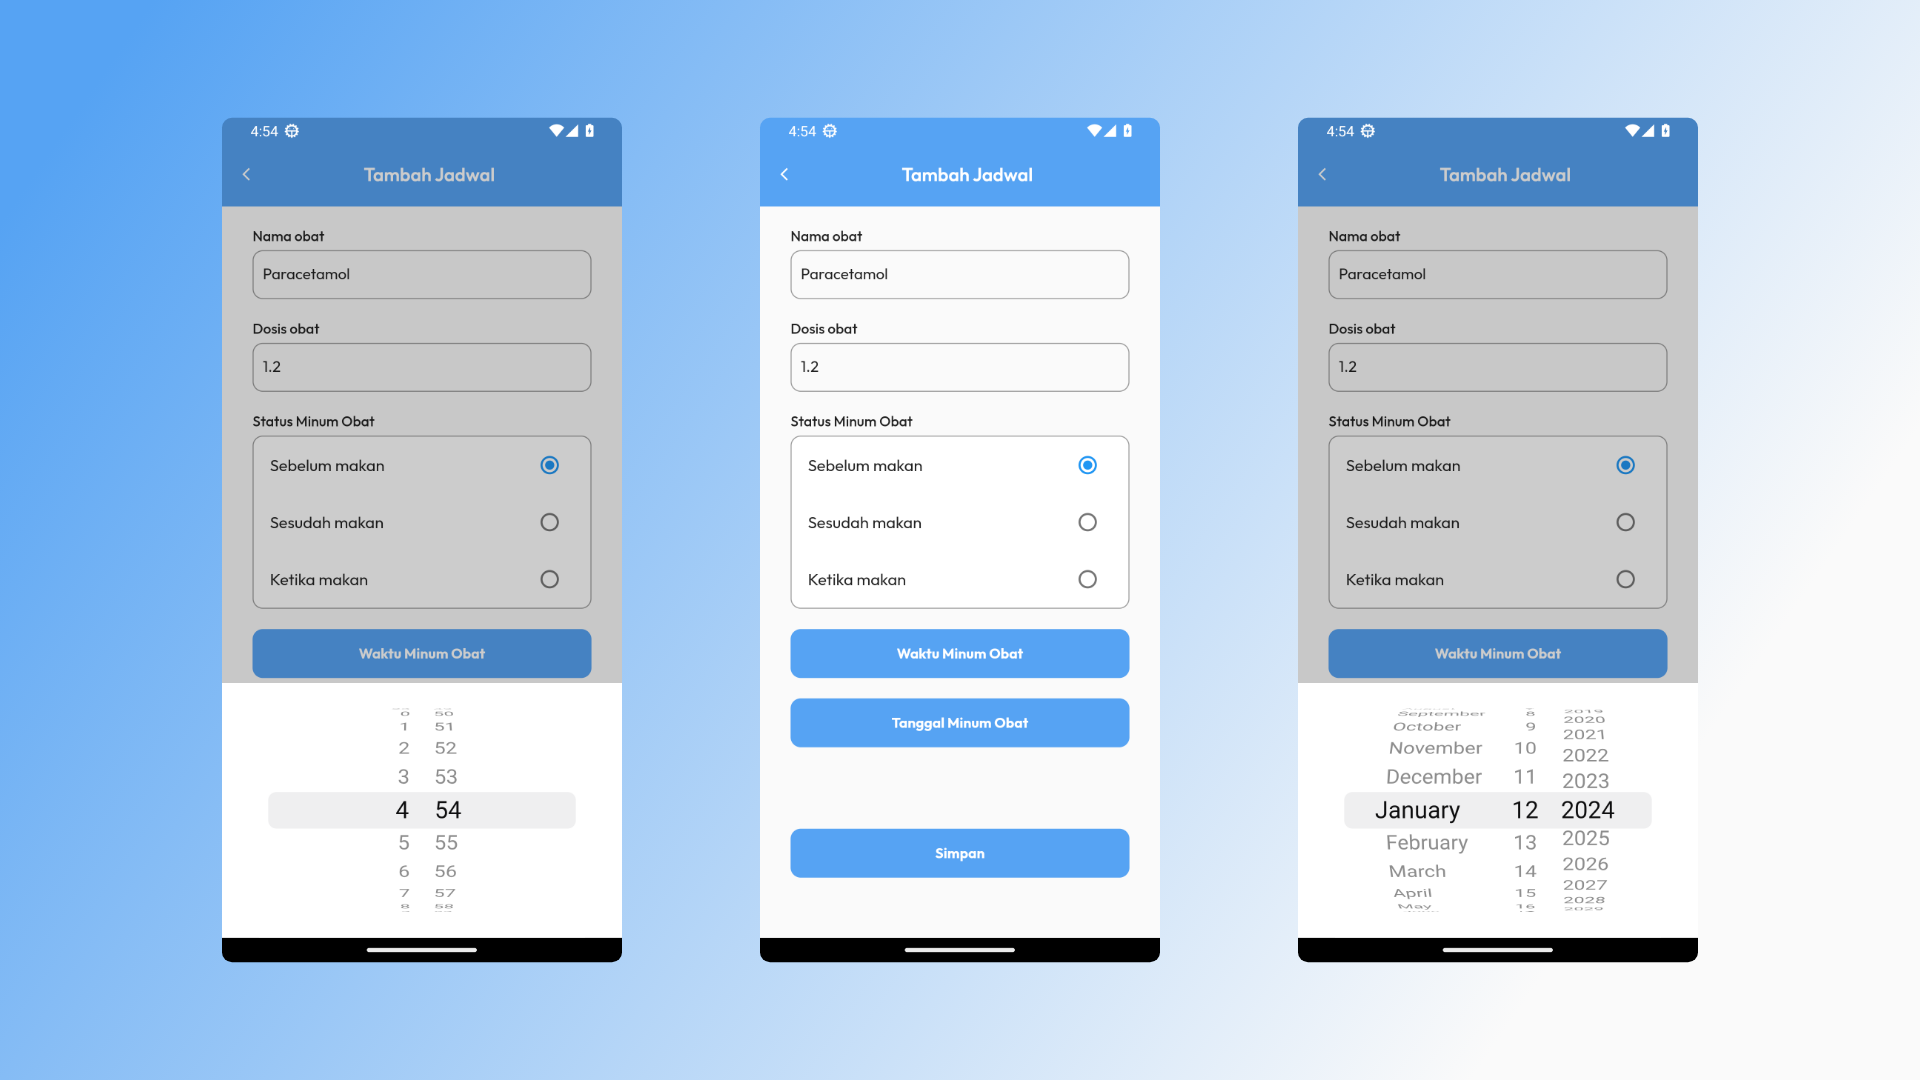 4:54
Tambah Jadwal
Nama obat
Paracetamol
Dosis obat
1.2
Status Minum Obat
Sebelum makan
Sesudah makan
Ketika makan
Waktu Minum Obat
0 50
1 51
2 52
3 53
4 54
5 55
6 56
7 57
8 58
4:54
Tambah Jadwal
Nama obat
Paracetamol
Dosis obat
1.2
Status Minum Obat
Sebelum makan
Sesudah makan
Ketika makan
Waktu Minum Obat
Tanggal Minum Obat
Simpan
4:54
Tambah Jadwal
Nama obat
Paracetamol
Dosis obat
1.2
Status Minum Obat
Sebelum makan
Sesudah makan
Ketika makan
Waktu Minum Obat
2019
September 8 2020
October 9 2021
November 10 2022
December 11 2023
January 12 2024
February 13 2025
March 14 2026
April 15 2027
May 16 2028
2029